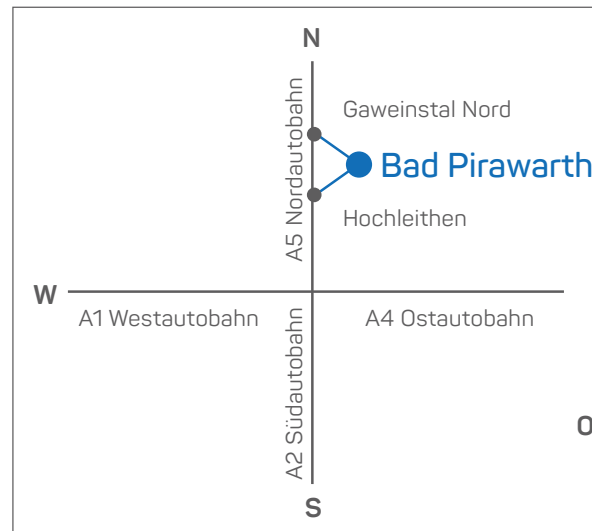 N
A5 Nordautobahn
Gaweinstal Nord
Bad Pirawarth
Hochleithen
W
A1 Westautobahn
A4 Ostautobahn
A2 Südautobahn
O
S